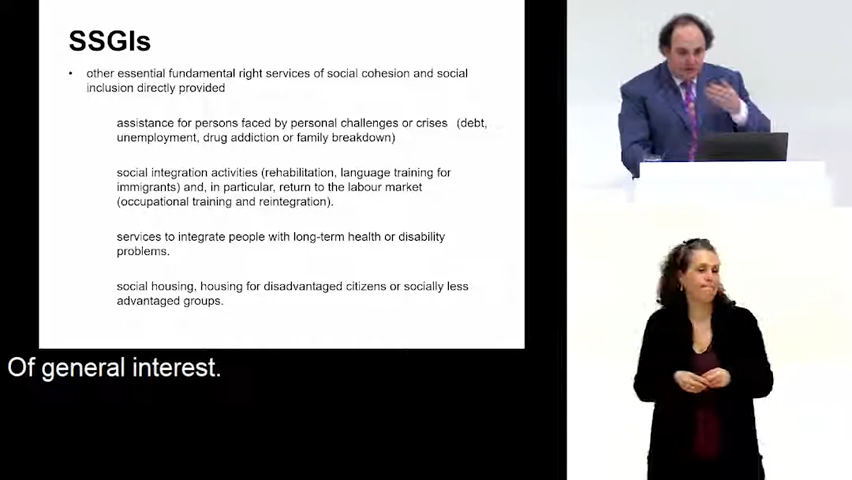 SSGIs
• other essential fundamental right services of social cohesion and social
inclusion directly provided
assistance for persons faced by personal challenges or crises (debt,
unemployment, drug addiction or family breakdown)
social integration activities (rehabilitation, language training for
immigrants) and, in particular, return to the labour market
(occupational training and reintegration).
services to integrate people with long-term health or disability
problems.
social housing, housing for disadvantaged citizens or socially less
advantaged groups.
Of general interest.